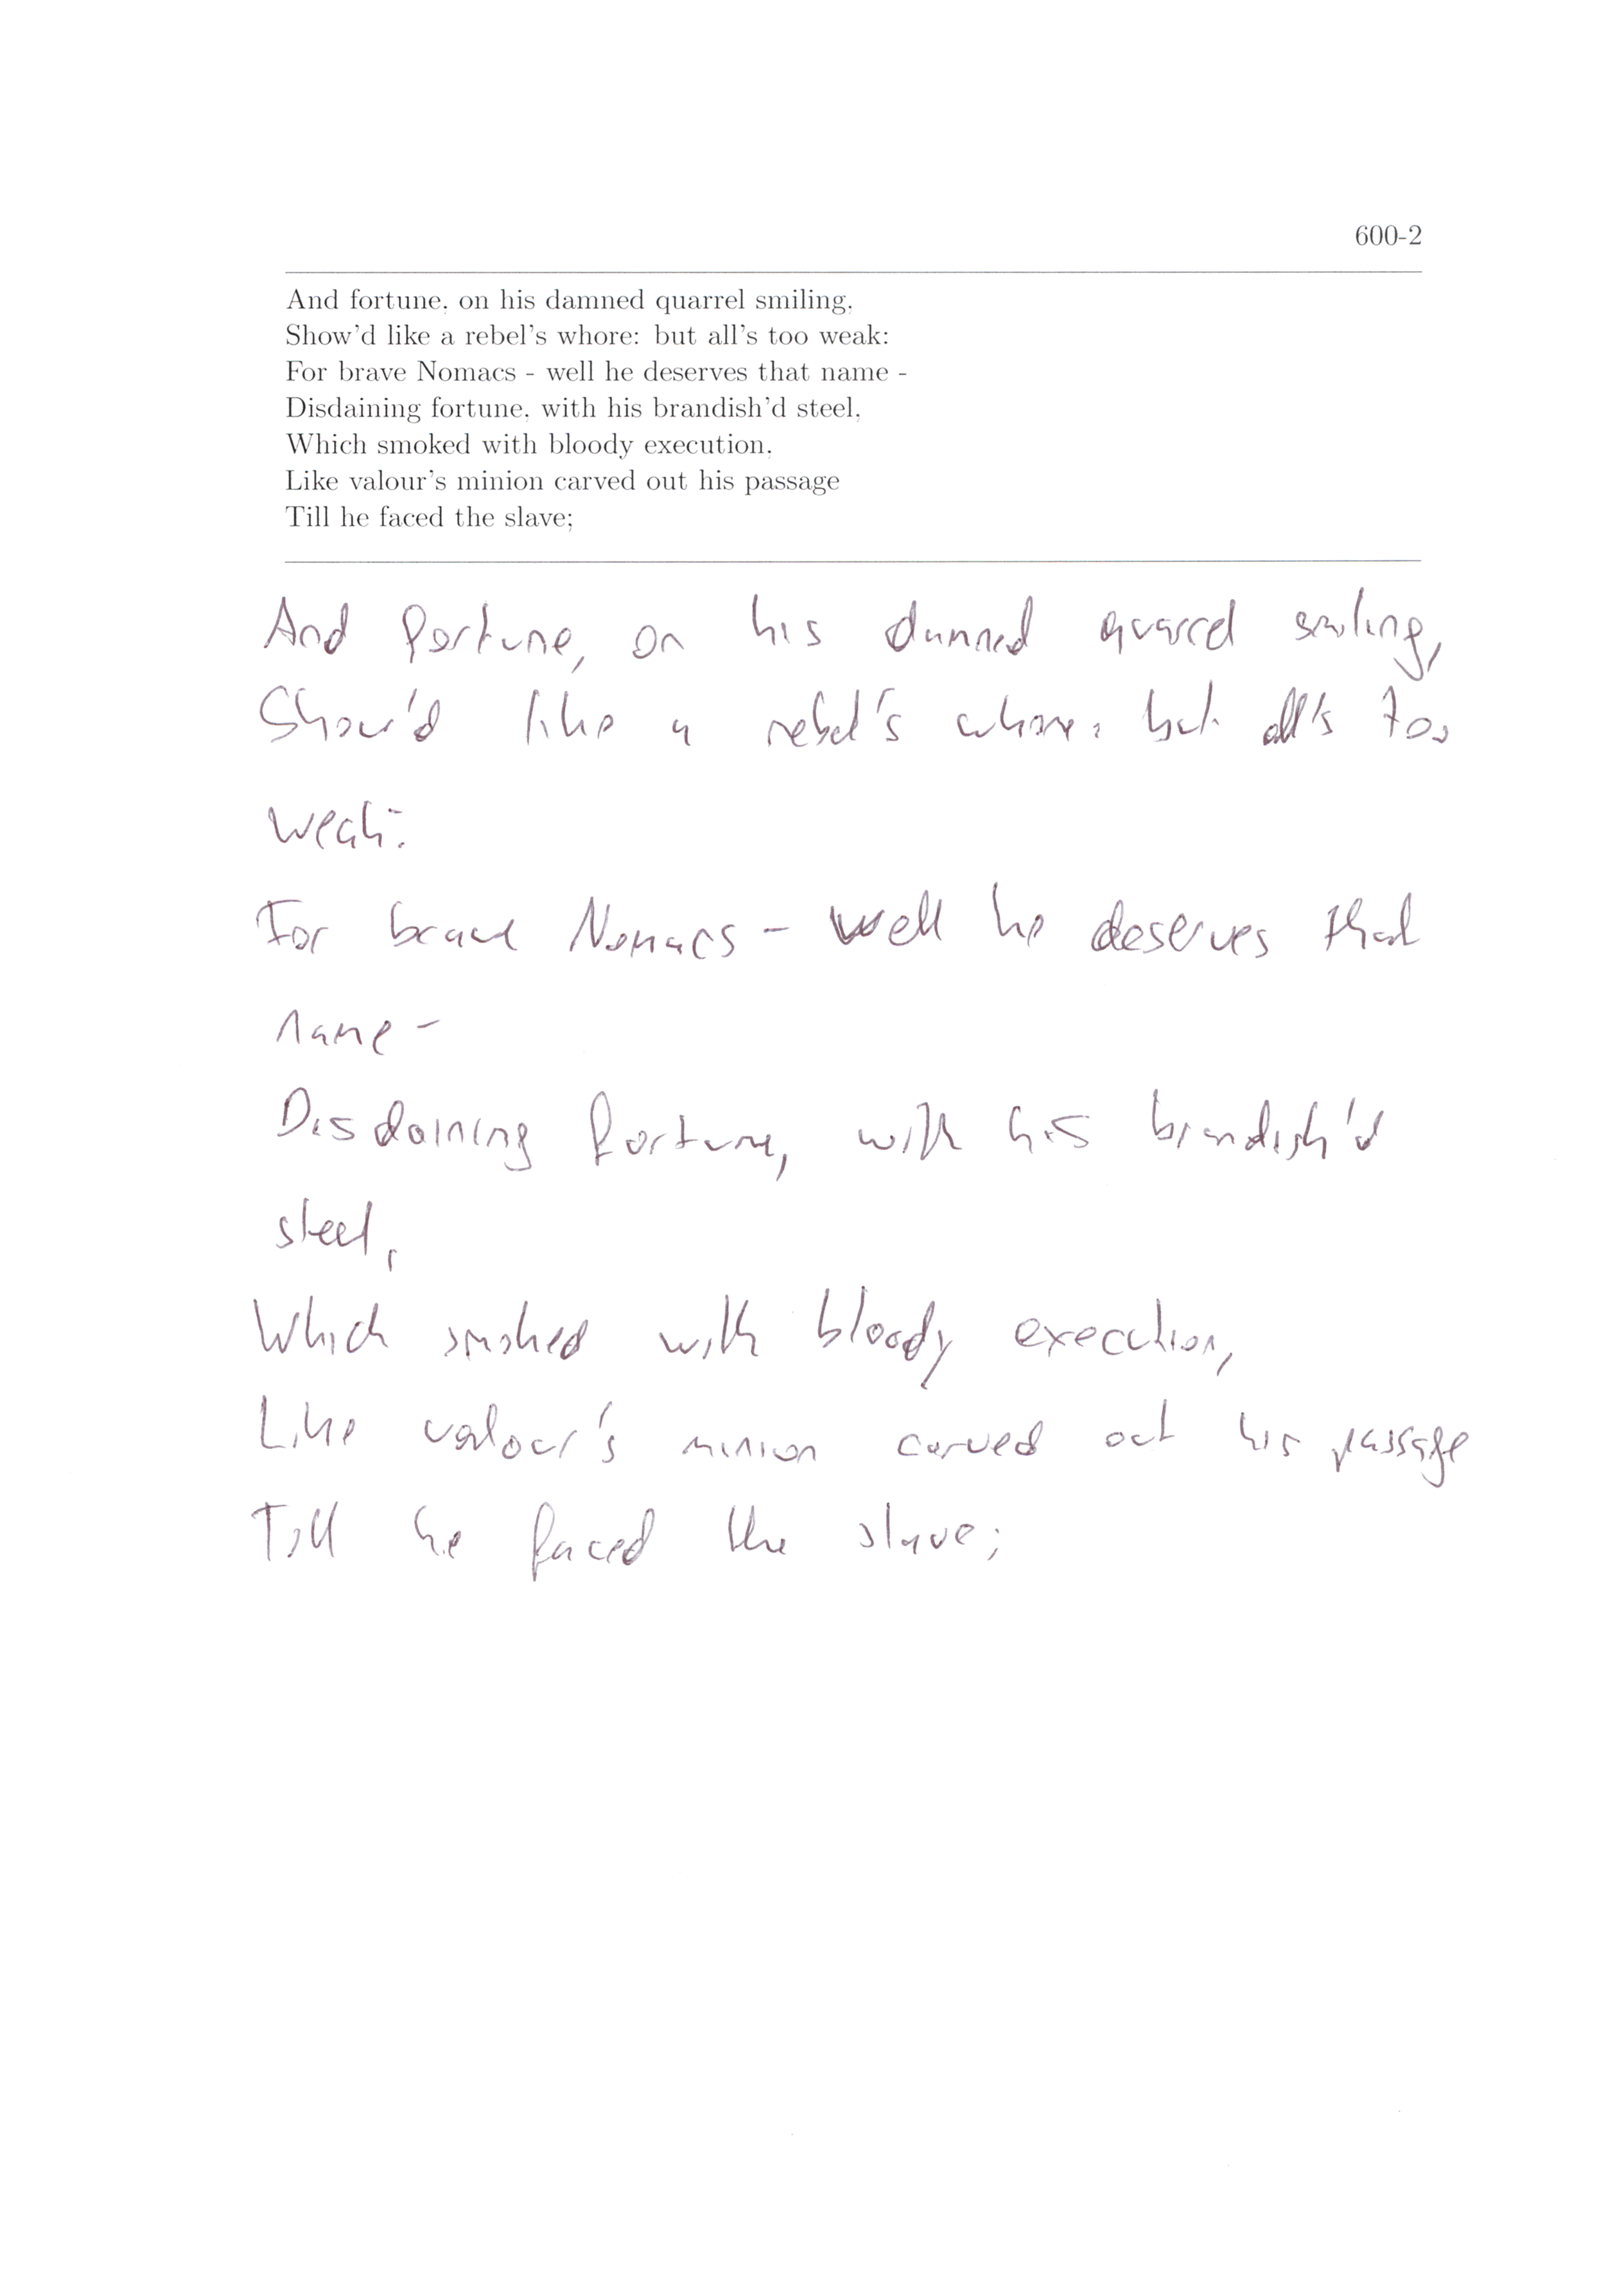 600-2
And fortune, on his damned quarrel smiling,
Show'd like a rebel's whore: but all's too weak:
For brave Nomacs - well he deserves that name -
Disdaining fortune, with his brandish'd steel,
Which smoked with bloody execution,
Like valour's minion carved out his passage
Till he faced the slave;
And fortune, on his damned quarrel smiling,
Show'd like a rebel's whore: but all's too
weak:
For brave Nomacs - well he deserves that
name -
Disdaining fortune, with his brandish'd
steel,
Which smoked with bloody execution,
Like valour's minion carved out his passage
Till he faced the slave;